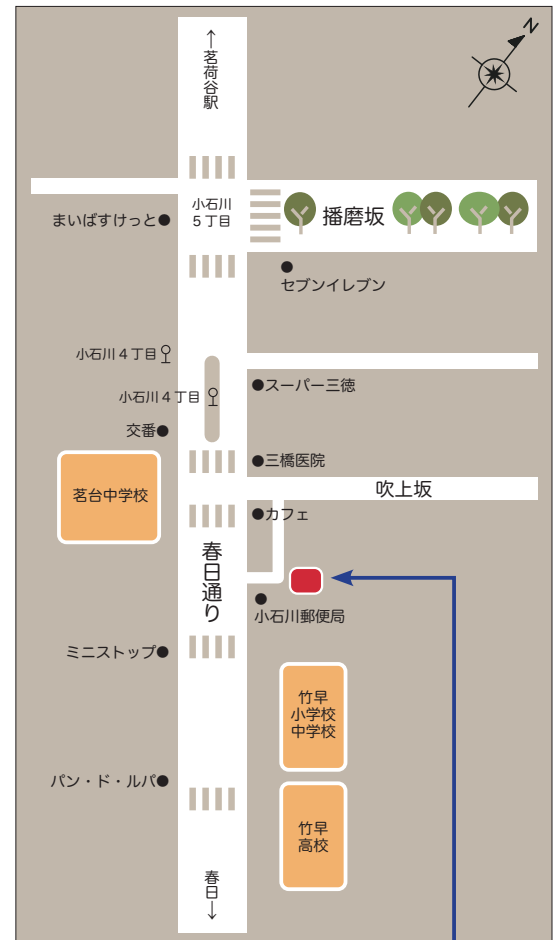 N
↑茗荷谷駅
小石川
5丁目
播磨坂
まいばすけっと●
●
セブンイレブン
小石川4丁目
小石川4丁目
●スーパー三徳
交番●
●三橋医院
茗台中学校
吹上坂
●カフェ
春日通り
●
小石川郵便局
ミニストップ●
竹早
小学校
中学校
パン・ド・ルパ●
竹早
高校
春日↓